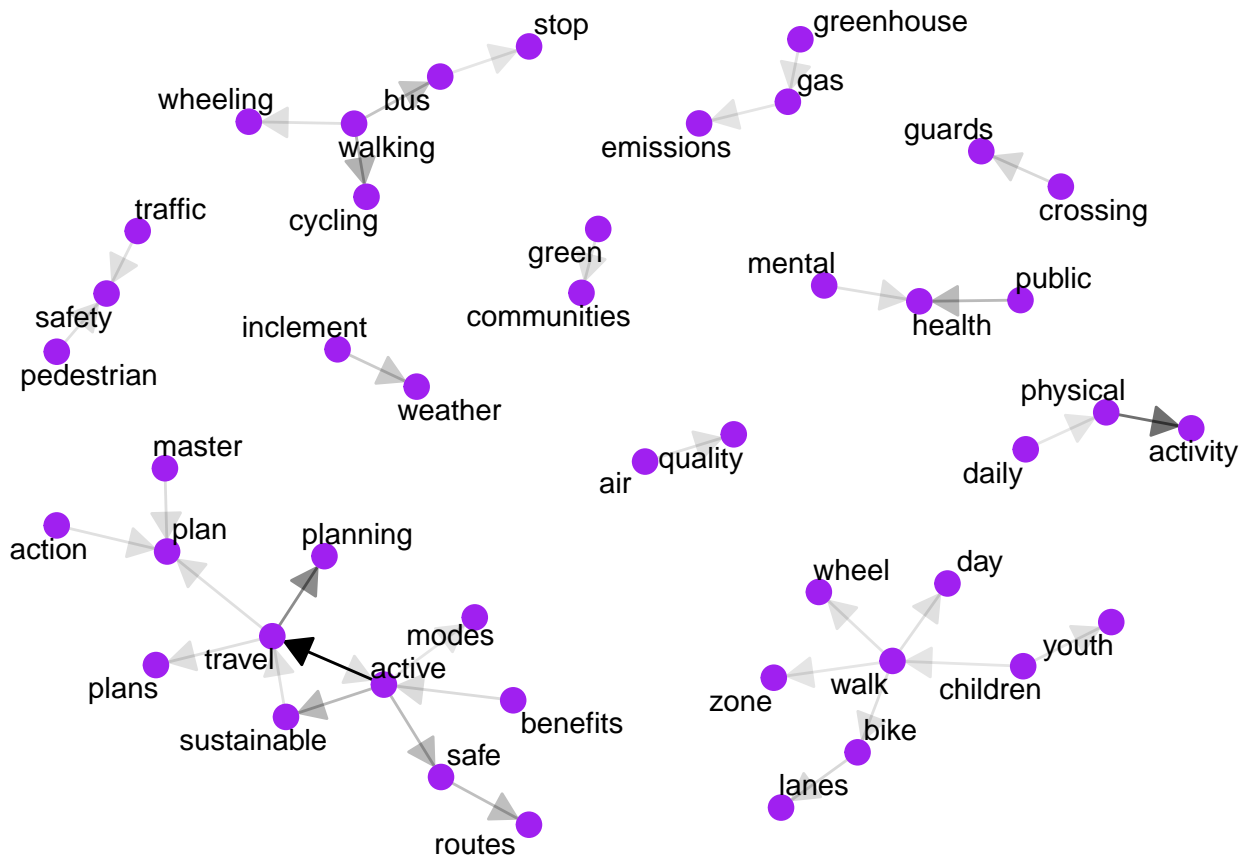 stop
greenhouse
wheeling
bus
gas
walking
emissions
guards
traffic
cycling
crossing
green
mental
public
safety
communities
health
inclement
pedestrian
weather
physical
master
quality
activity
air
daily
plan
planning
action
wheel
day
modes
youth
travel
active
plans
zone
walk
children
sustainable
benefits
bike
safe
lanes
routes